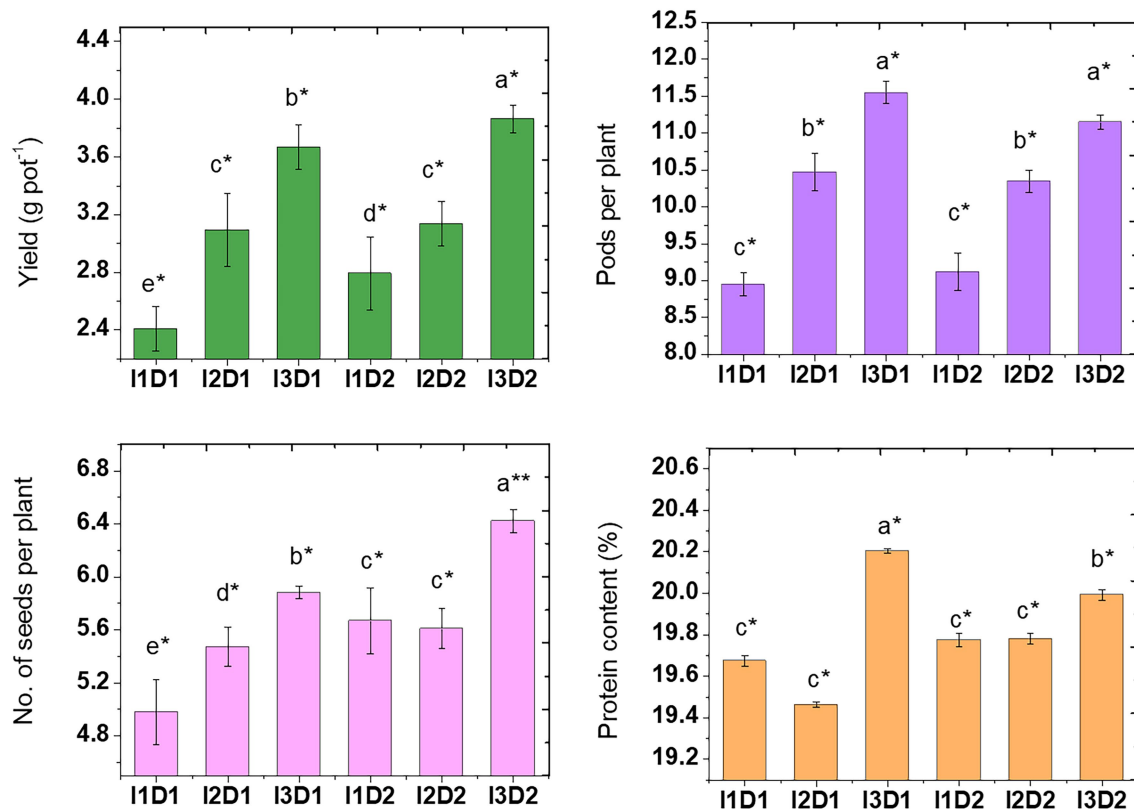 Yield (g pot⁻¹)
4.4
4.0
3.6
3.2
2.8
2.4
e*
c*
b*
d*
c*
a*
I1D1 I2D1 I3D1 I1D2 I2D2 I3D2
Pods per plant
12.5
12.0
11.5
11.0
10.5
10.0
9.5
9.0
8.5
8.0
c*
b*
a*
c*
b*
a*
I1D1 I2D1 I3D1 I1D2 I2D2 I3D2
No. of seeds per plant
6.8
6.4
6.0
5.6
5.2
4.8
e*
d*
b*
c*
c*
a**
I1D1 I2D1 I3D1 I1D2 I2D2 I3D2
Protein content (%)
20.6
20.4
20.2
20.0
19.8
19.6
19.4
19.2
c*
c*
a*
c*
c*
b*
I1D1 I2D1 I3D1 I1D2 I2D2 I3D2